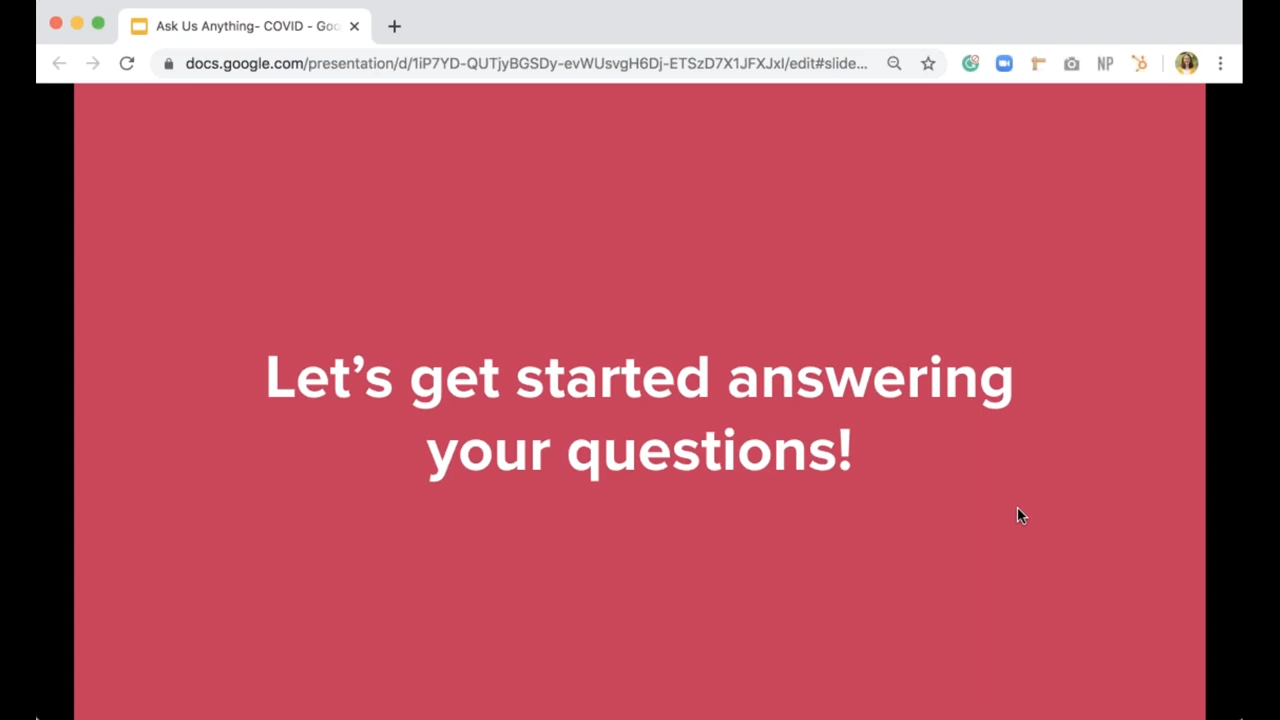 Ask Us Anything- COVID - Goo
docs.google.com/presentation/d/1iP7YD-QUTjyBGSDy-evWUsvgH6Dj-ETSzD7X1JFXJxI/edit#slide...
NP
Let’s get started answering
your questions!